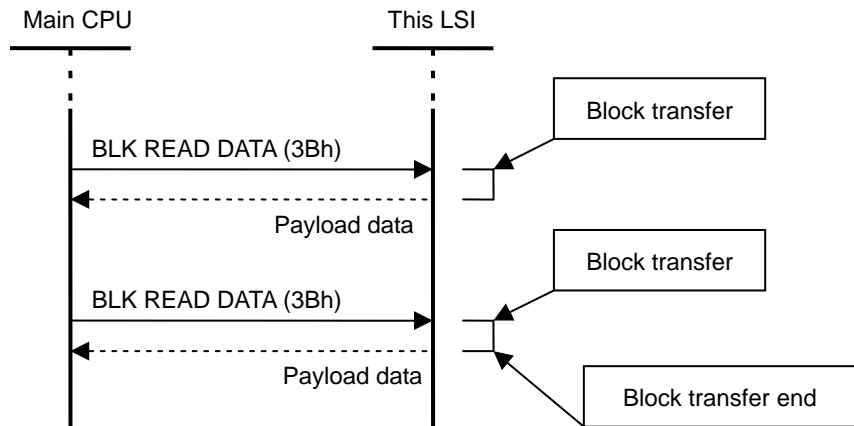 Main CPU
This LSI
Block transfer
BLK READ DATA (3Bh)
Payload data
Block transfer
BLK READ DATA (3Bh)
Payload data
Block transfer end